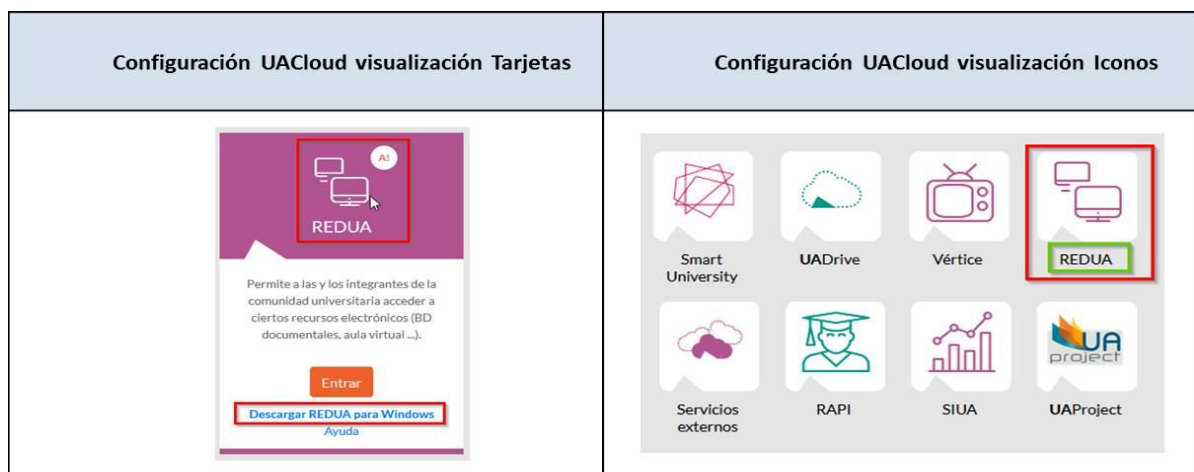 Configuración UACloud visualización Tarjetas
Configuración UACloud visualización Iconos
A!
REDUA
Permite a las y los integrantes de la
comunidad universitaria acceder a
ciertos recursos electrónicos (BD
documentales, aula virtual ...).
Entrar
Descargar REDUA para Windows
Ayuda
Smart
University
UADrive
Vértice
REDUA
Servicios
externos
RAPI
SIUA
UA
project
UAProject